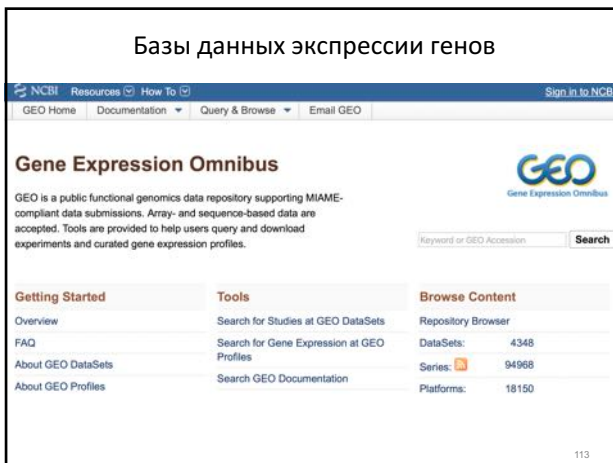 Базы данных экспрессии генов
NCBI Resources How To Sign in to NCB
GEO Home Documentation Query & Browse Email GEO
Gene Expression Omnibus
GEO is a public functional genomics data repository supporting MIAME-
compliant data submissions. Array- and sequence-based data are
accepted. Tools are provided to help users query and download
experiments and curated gene expression profiles.
GEO
Gene Expression Omnibus
Keyword or GEO Accession Search
Getting Started
Overview
FAQ
About GEO DataSets
About GEO Profiles
Tools
Search for Studies at GEO DataSets
Search for Gene Expression at GEO
Profiles
Search GEO Documentation
Browse Content
Repository Browser
DataSets: 4348
Series: 94968
Platforms: 18150
113